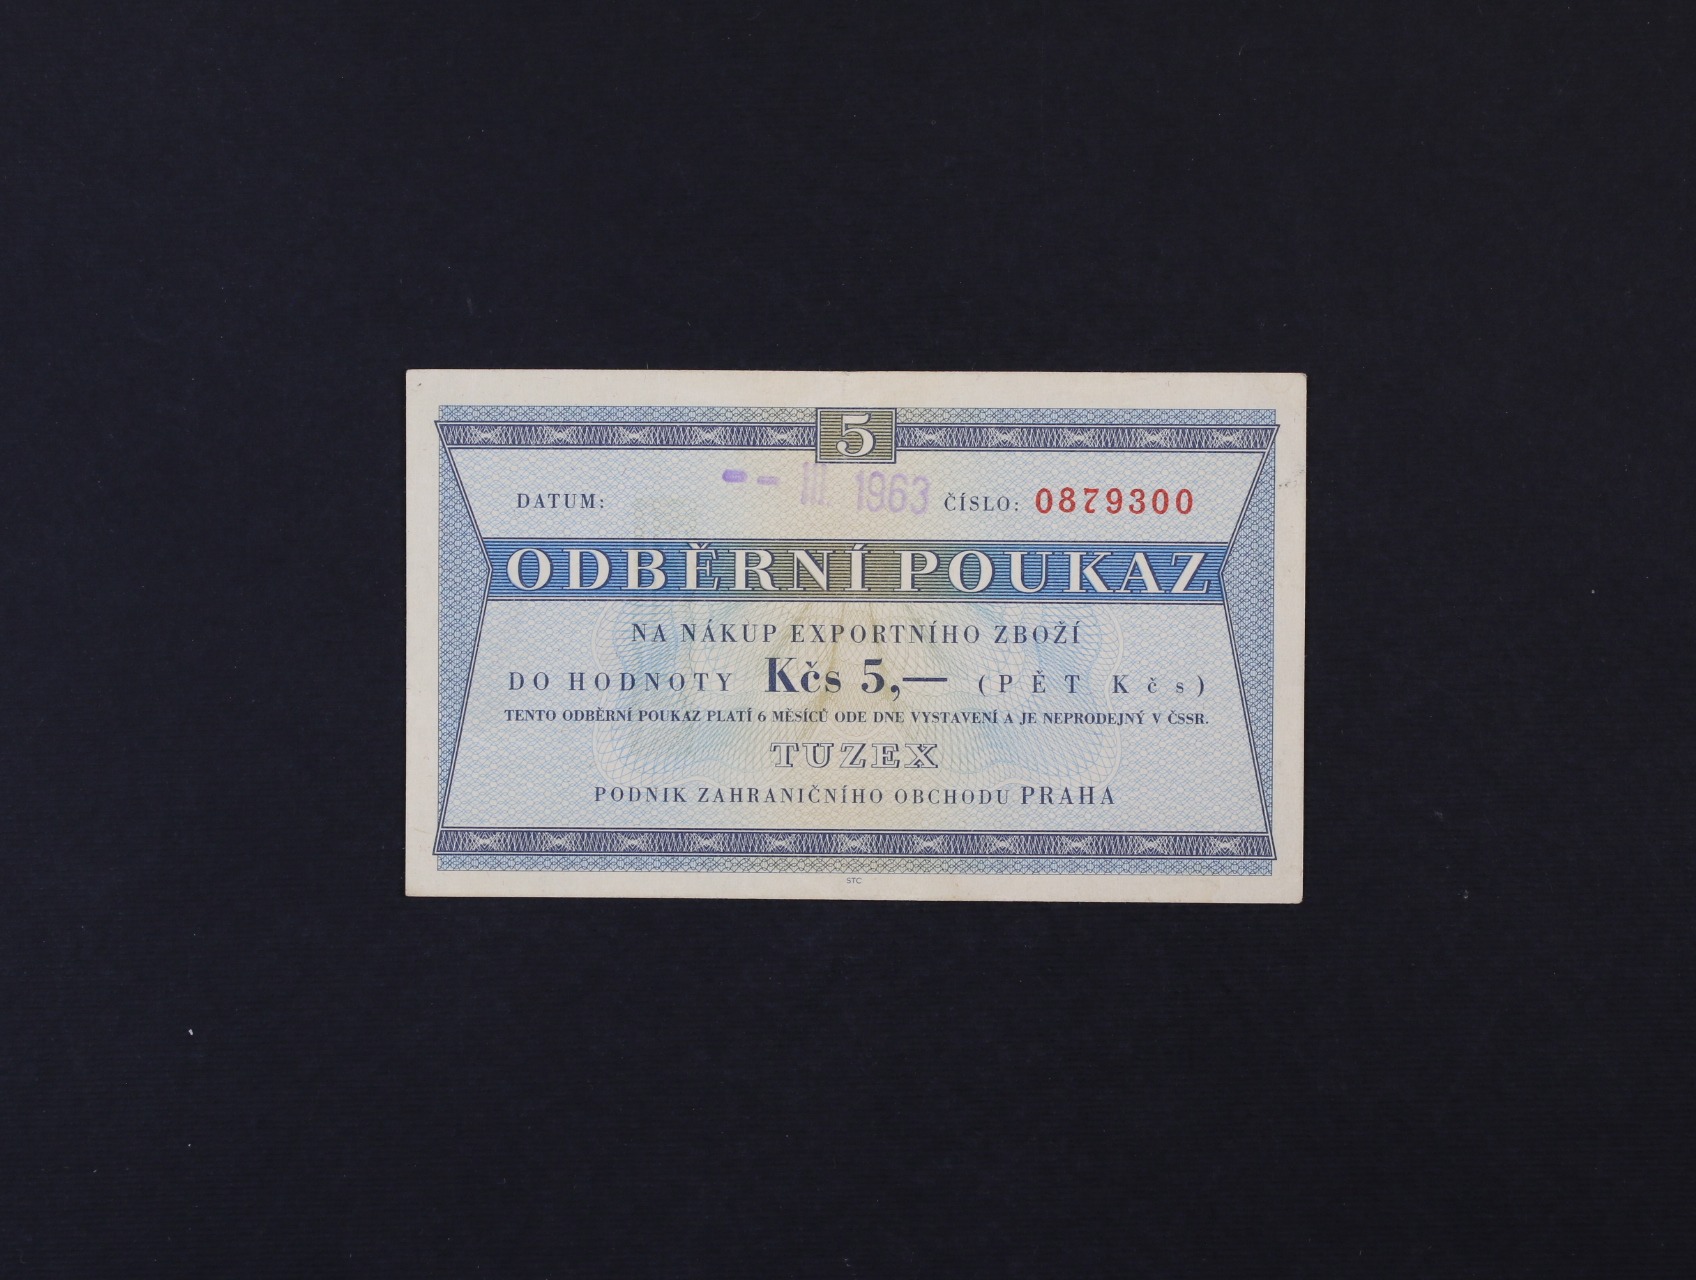 5
DATUM: -- III. 1963 ČÍSLO: 0879300
ODBĚRNÍ POUKAZ
NA NÁKUP EXPORTNÍHO ZBOŽÍ
DO HODNOTY Kčs 5,— (PĚT Kčs)
TENTO ODBĚRNÍ POUKAZ PLATÍ 6 MĚSÍCŮ ODE DNE VYSTAVENÍ A JE NEPRODEJNÝ V ČSSR.
TUZEX
PODNIK ZAHRANIČNÍHO OBCHODU PRAHA
STC